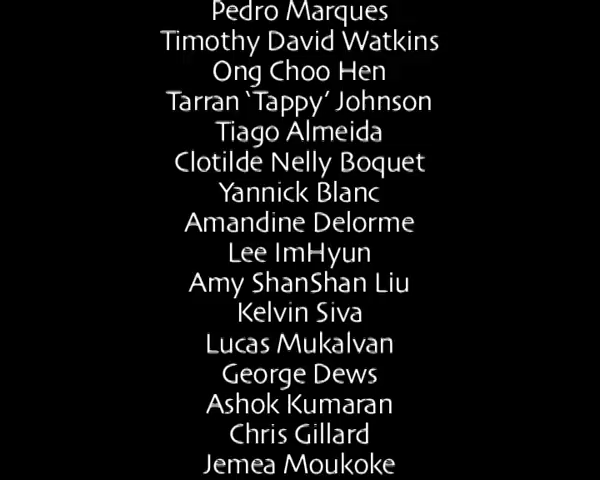 Pedro Marques
Timothy David Watkins
Ong Choo Hen
Tarran ‘Tappy’ Johnson
Tiago Almeida
Clotilde Nelly Boquet
Yannick Blanc
Amandine Delorme
Lee ImHyun
Amy ShanShan Liu
Kelvin Siva
Lucas Mukalvan
George Dews
Ashok Kumaran
Chris Gillard
Jemea Moukoke